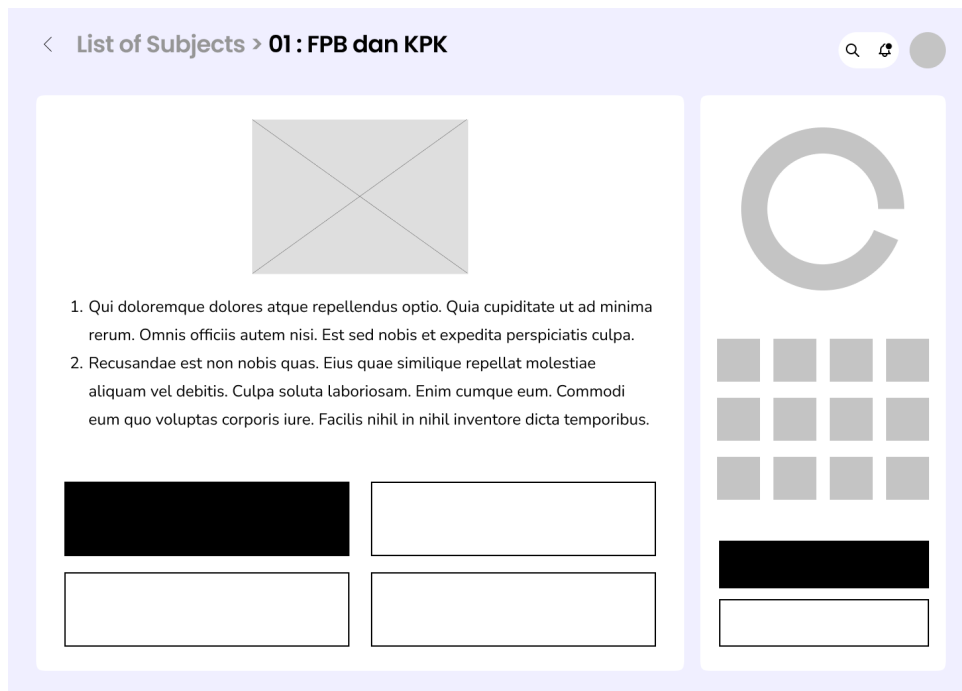 List of Subjects > 01 : FPB dan KPK
1. Qui doloremque dolores atque repellendus optio. Quia cupiditate ut ad minima
rerum. Omnis officiis autem nisi. Est sed nobis et expedita perspiciatis culpa.
2. Recusandae est non nobis quas. Eius quae similique repellat molestiae
aliquam vel debitis. Culpa soluta laboriosam. Enim cumque eum. Commodi
eum quo voluptas corporis iure. Facilis nihil in nihil inventore dicta temporibus.